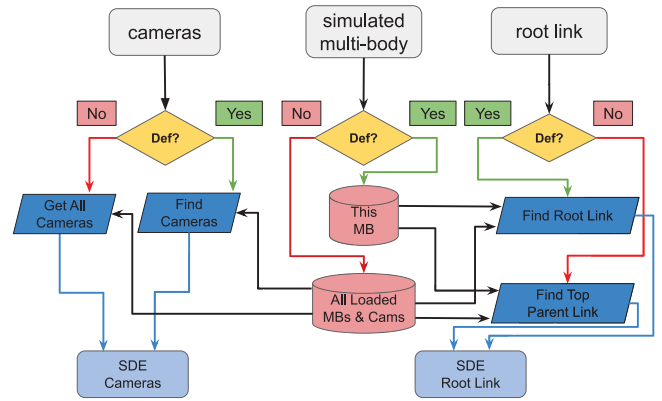 cameras
simulated
multi-body
root link
No
Yes
No
Yes
Yes
No
Def?
Def?
Def?
Get All
Cameras
Find
Cameras
This
MB
Find Root Link
All Loaded
MBs & Cams
Find Top
Parent Link
SDE
Cameras
SDE
Root Link